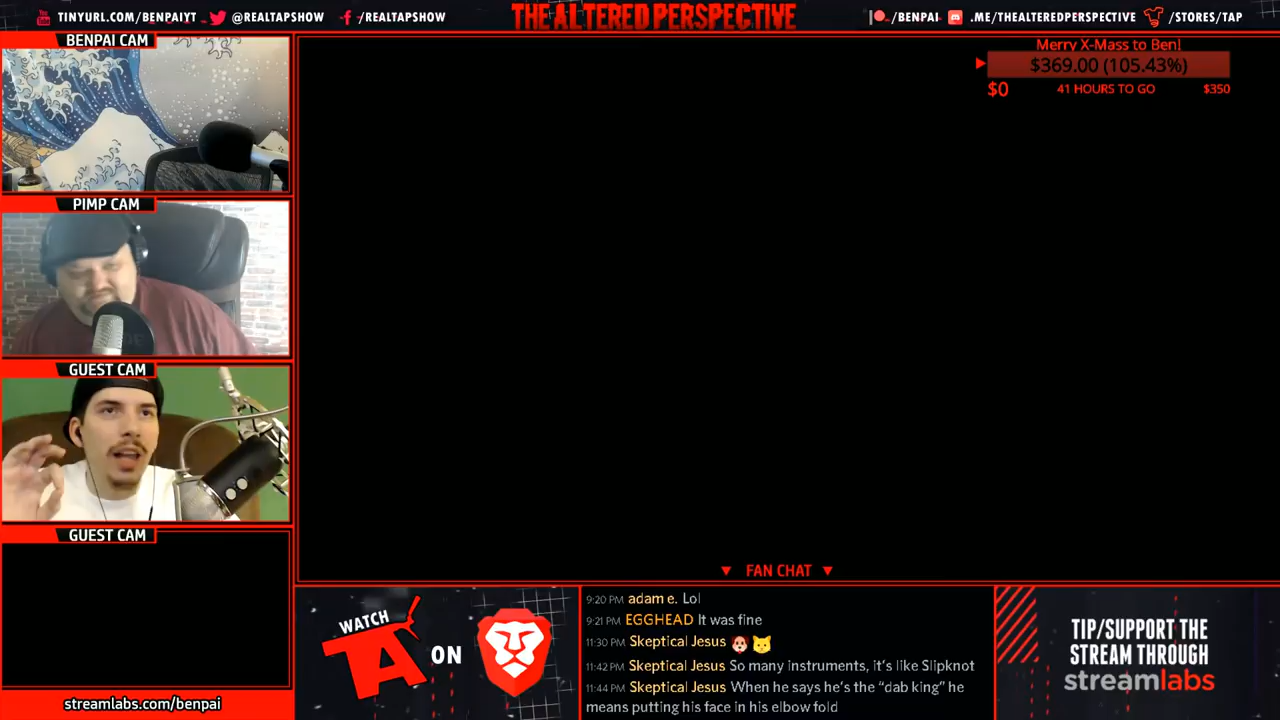 TINYURL.COM/BENPAIYT @REALTAPSHOW /REALTAPSHOW THE ALTERED PERSPECTIVE /BENPAI .ME/THEALTEREDPERSPECTIVE /STORES/TAP
BENPAI CAM
Merry X-Mass to Ben!
$369.00 (105.43%)
$0 41 HOURS TO GO $350
PIMP CAM
GUEST CAM
GUEST CAM
streamlabs.com/benpai
FAN CHAT
WATCH
TA ON
9:20 PM adam e. Lol
9:21 PM EGGHEAD It was fine
11:30 PM Skeptical Jesus
11:42 PM Skeptical Jesus So many instruments, it's like Slipknot
11:44 PM Skeptical Jesus When he says he's the "dab king" he
means putting his face in his elbow fold
TIP/SUPPORT THE
STREAM THROUGH
streamlabs